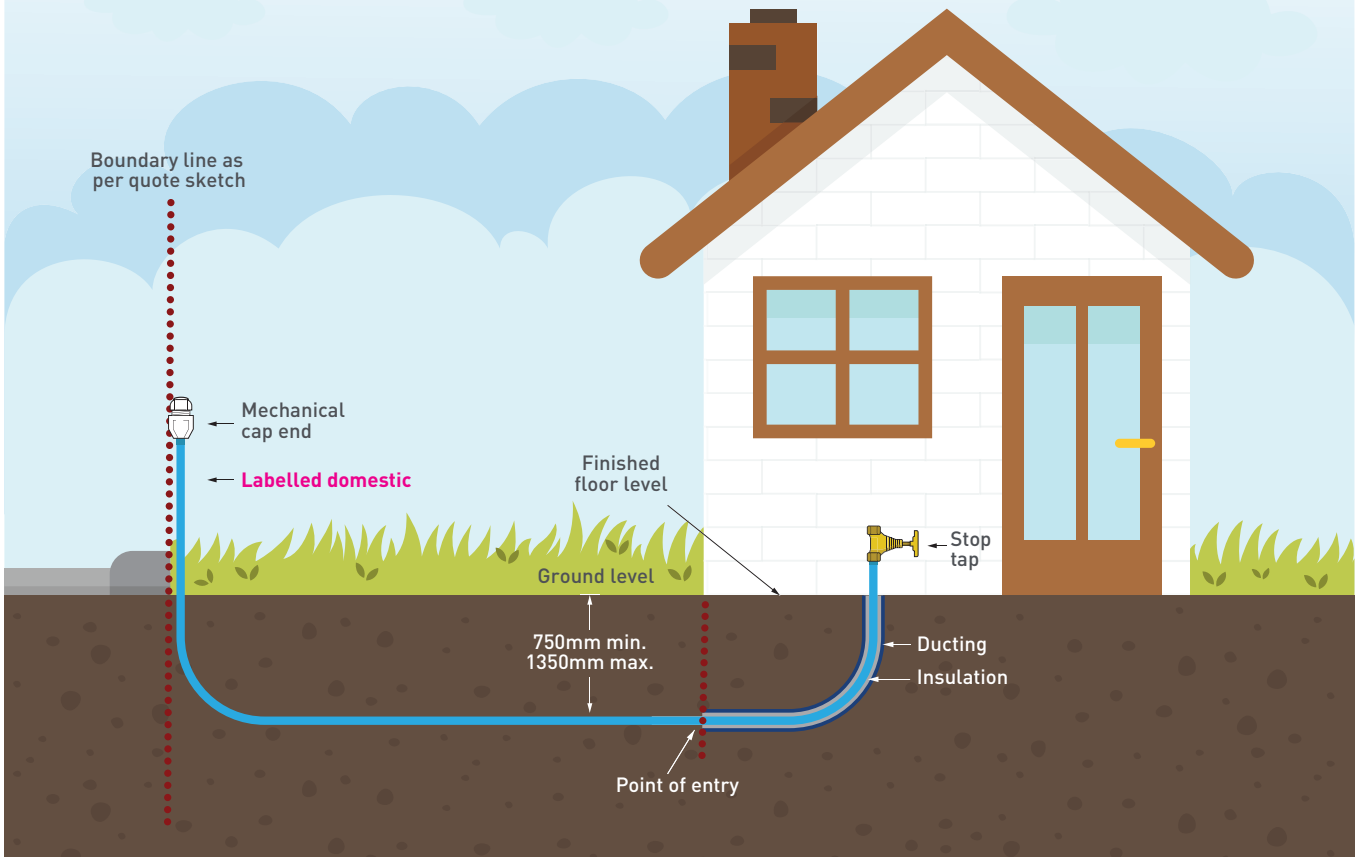 Boundary line as
per quote sketch
Mechanical
cap end
Labelled domestic
Finished
floor level
Stop
tap
Ground level
750mm min.
1350mm max.
Ducting
Insulation
Point of entry